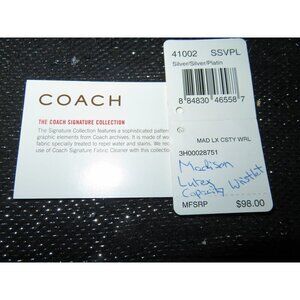 COACH
THE COACH SIGNATURE COLLECTION
The Signature Collection features a sophisticated pattern
graphic elements from Coach archives. It is made of
fabric specially treated to repel water and stains. We
use of Coach Signature Fabric Cleaner with this collection
41002 SSVPL
Silver/Silver/Platin
8 84830 46558 7
MAD LX CSTY WRL
3H00028751
Madison
Lurex
Capacity Wristlet
MFSRP $98.00